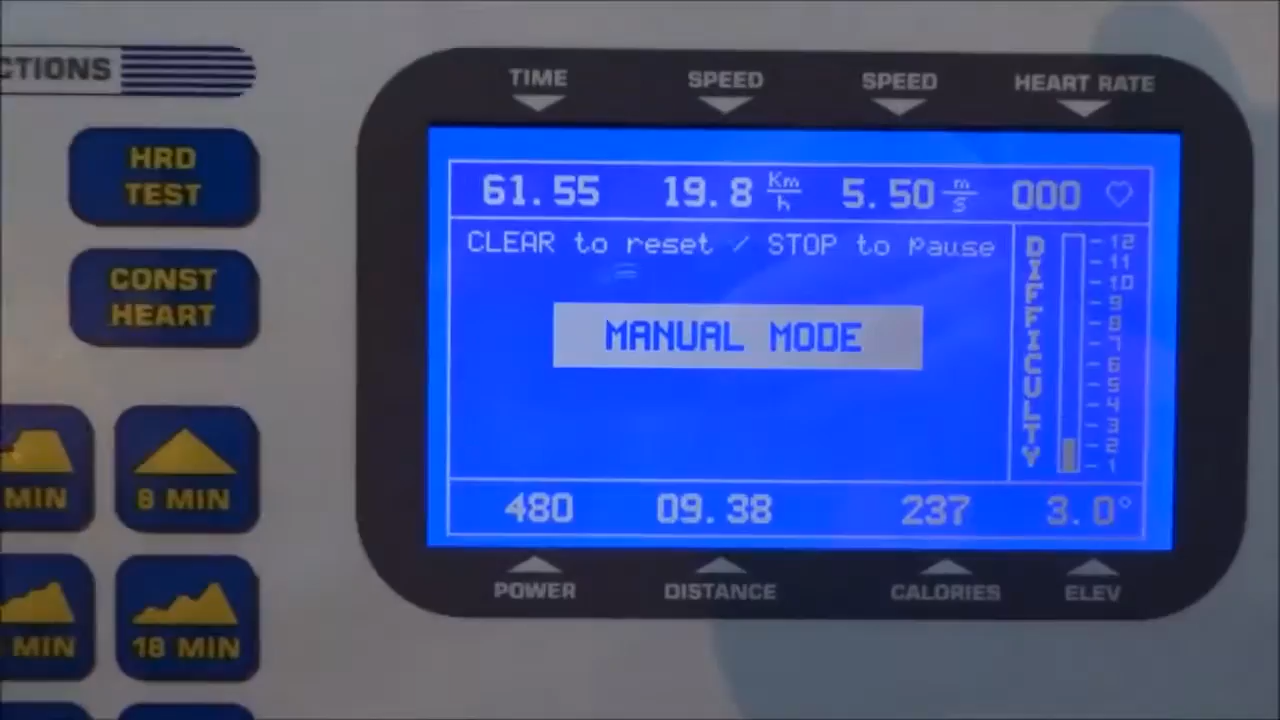 CTIONS
HRD
TEST
CONST
HEART
MIN
8 MIN
MIN
18 MIN
TIME SPEED SPEED HEART RATE
61.55 19.8 Km/h 5.50 m/s 000
CLEAR to reset / STOP to pause
MANUAL MODE
DIFFICULTY
12
11
10
9
8
7
6
5
4
3
2
1
480 09.38 237 3.0°
POWER DISTANCE CALORIES ELEV